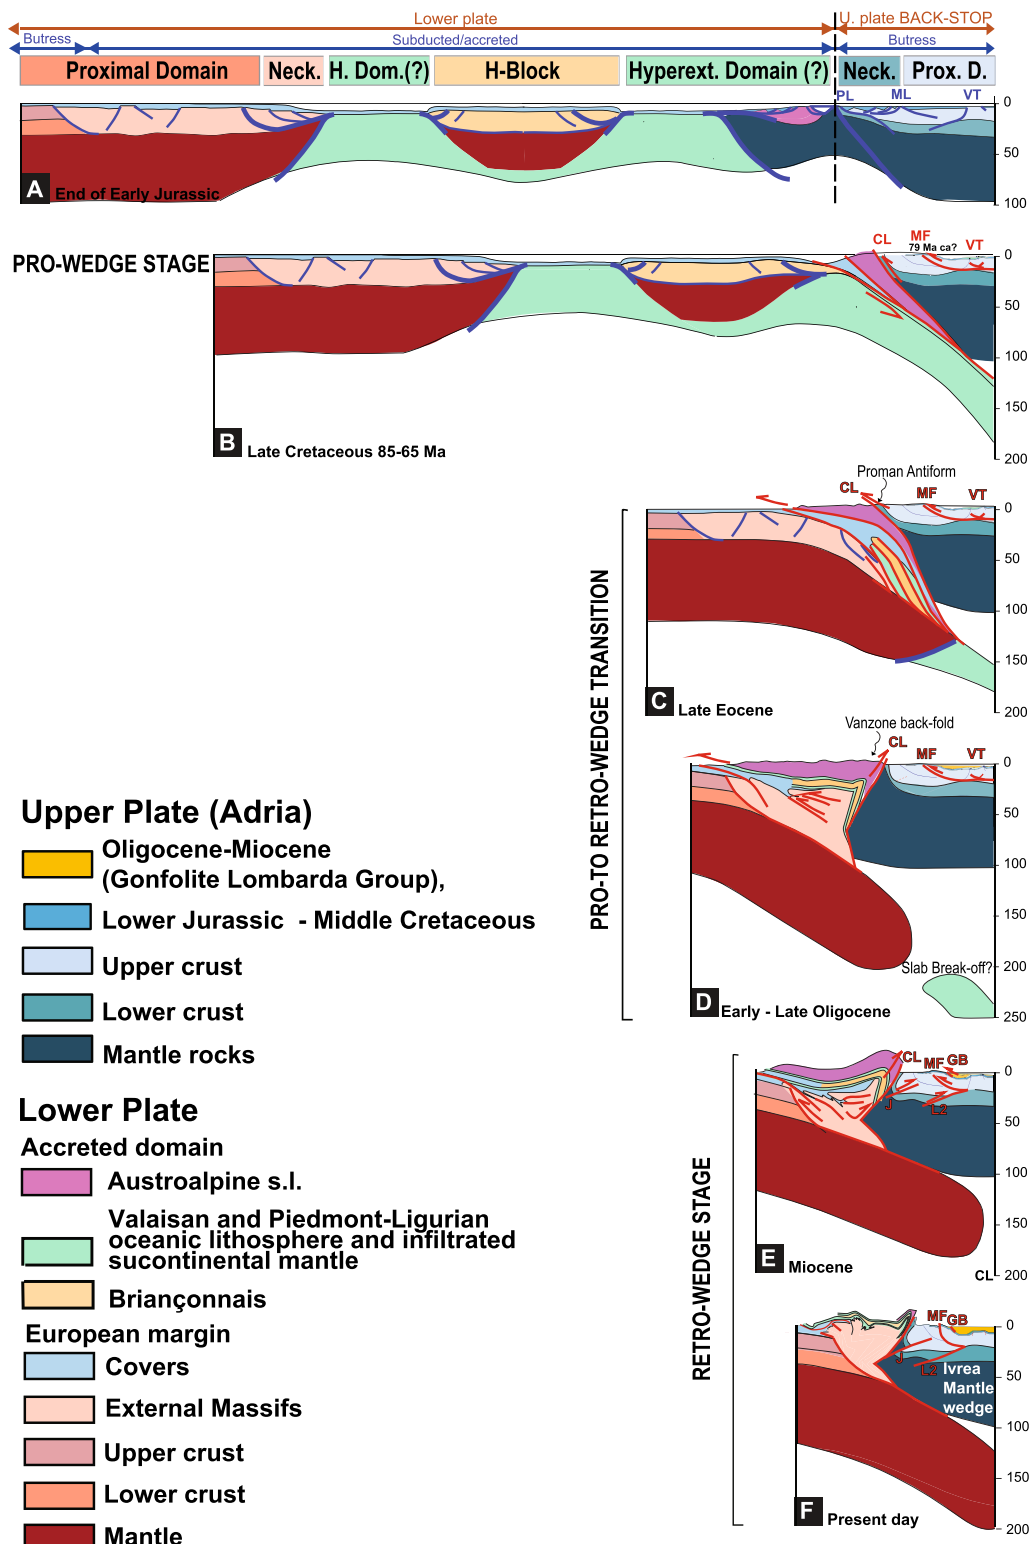 Lower plate
U. plate BACK-STOP
Butress
Subducted/accreted
Butress
Proximal Domain
Neck.
H. Dom.(?)
H-Block
Hyperext. Domain (?)
Neck.
Prox. D.
PL
ML
VT
0
50
100
A
End of Early Jurassic
PRO-WEDGE STAGE
CL
MF
79 Ma ca?
VT
0
50
100
150
200
B
Late Cretaceous 85-65 Ma
Proman Antiform
CL
MF
VT
0
50
100
150
200
C
Late Eocene
PRO-TO RETRO-WEDGE TRANSITION
Vanzone back-fold
CL
MF
VT
0
50
100
150
200
250
Slab Break-off?
D
Early - Late Oligocene
Upper Plate (Adria)
Oligocene-Miocene
(Gonfolite Lombarda Group),
Lower Jurassic - Middle Cretaceous
Upper crust
Lower crust
Mantle rocks
Lower Plate
Accreted domain
Austroalpine s.l.
Valaisan and Piedmont-Ligurian
oceanic lithosphere and infiltrated
sucontinental mantle
Briançonnais
European margin
Covers
External Massifs
Upper crust
Lower crust
Mantle
RETRO-WEDGE STAGE
CL
MF
GB
J
L2
0
50
100
150
200
CL
E
Miocene
MF
GB
J
L2
Ivrea
Mantle
wedge
0
50
100
150
200
F
Present day